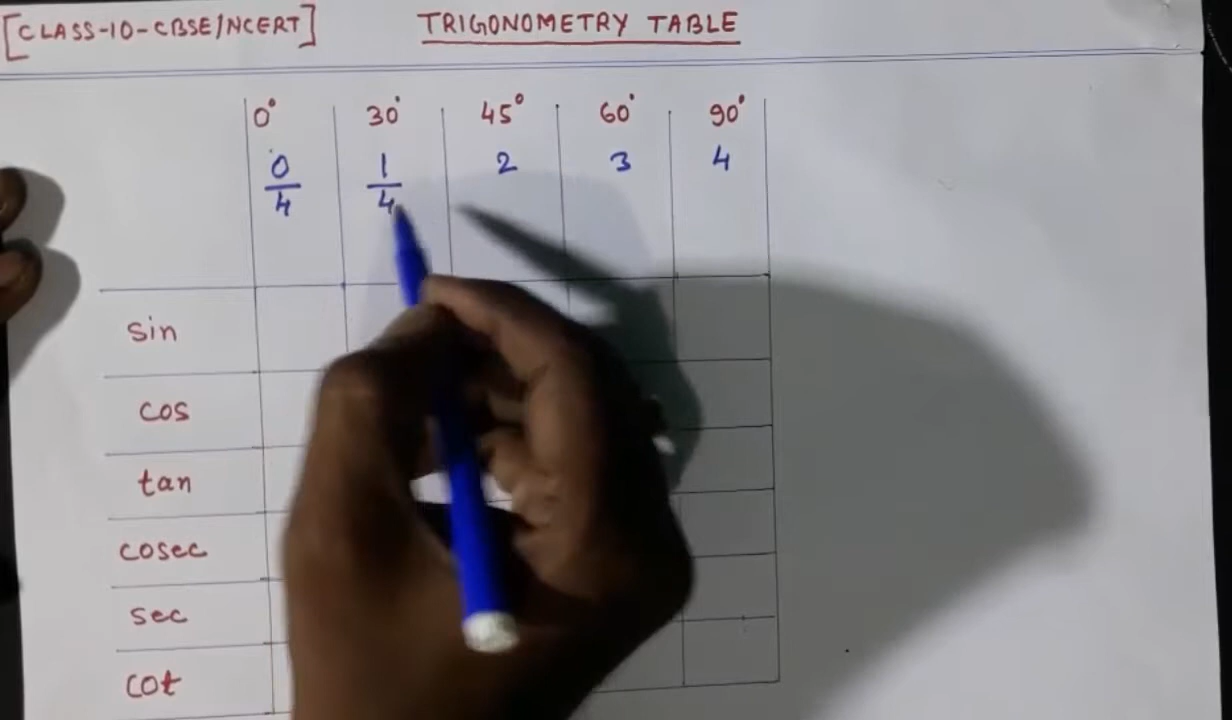 [CLASS-10-CBSE/NCERT] TRIGONOMETRY TABLE
0° 30° 45° 60° 90°
0/4 1/4 2 3 4
sin
cos
tan
cosec
sec
cot